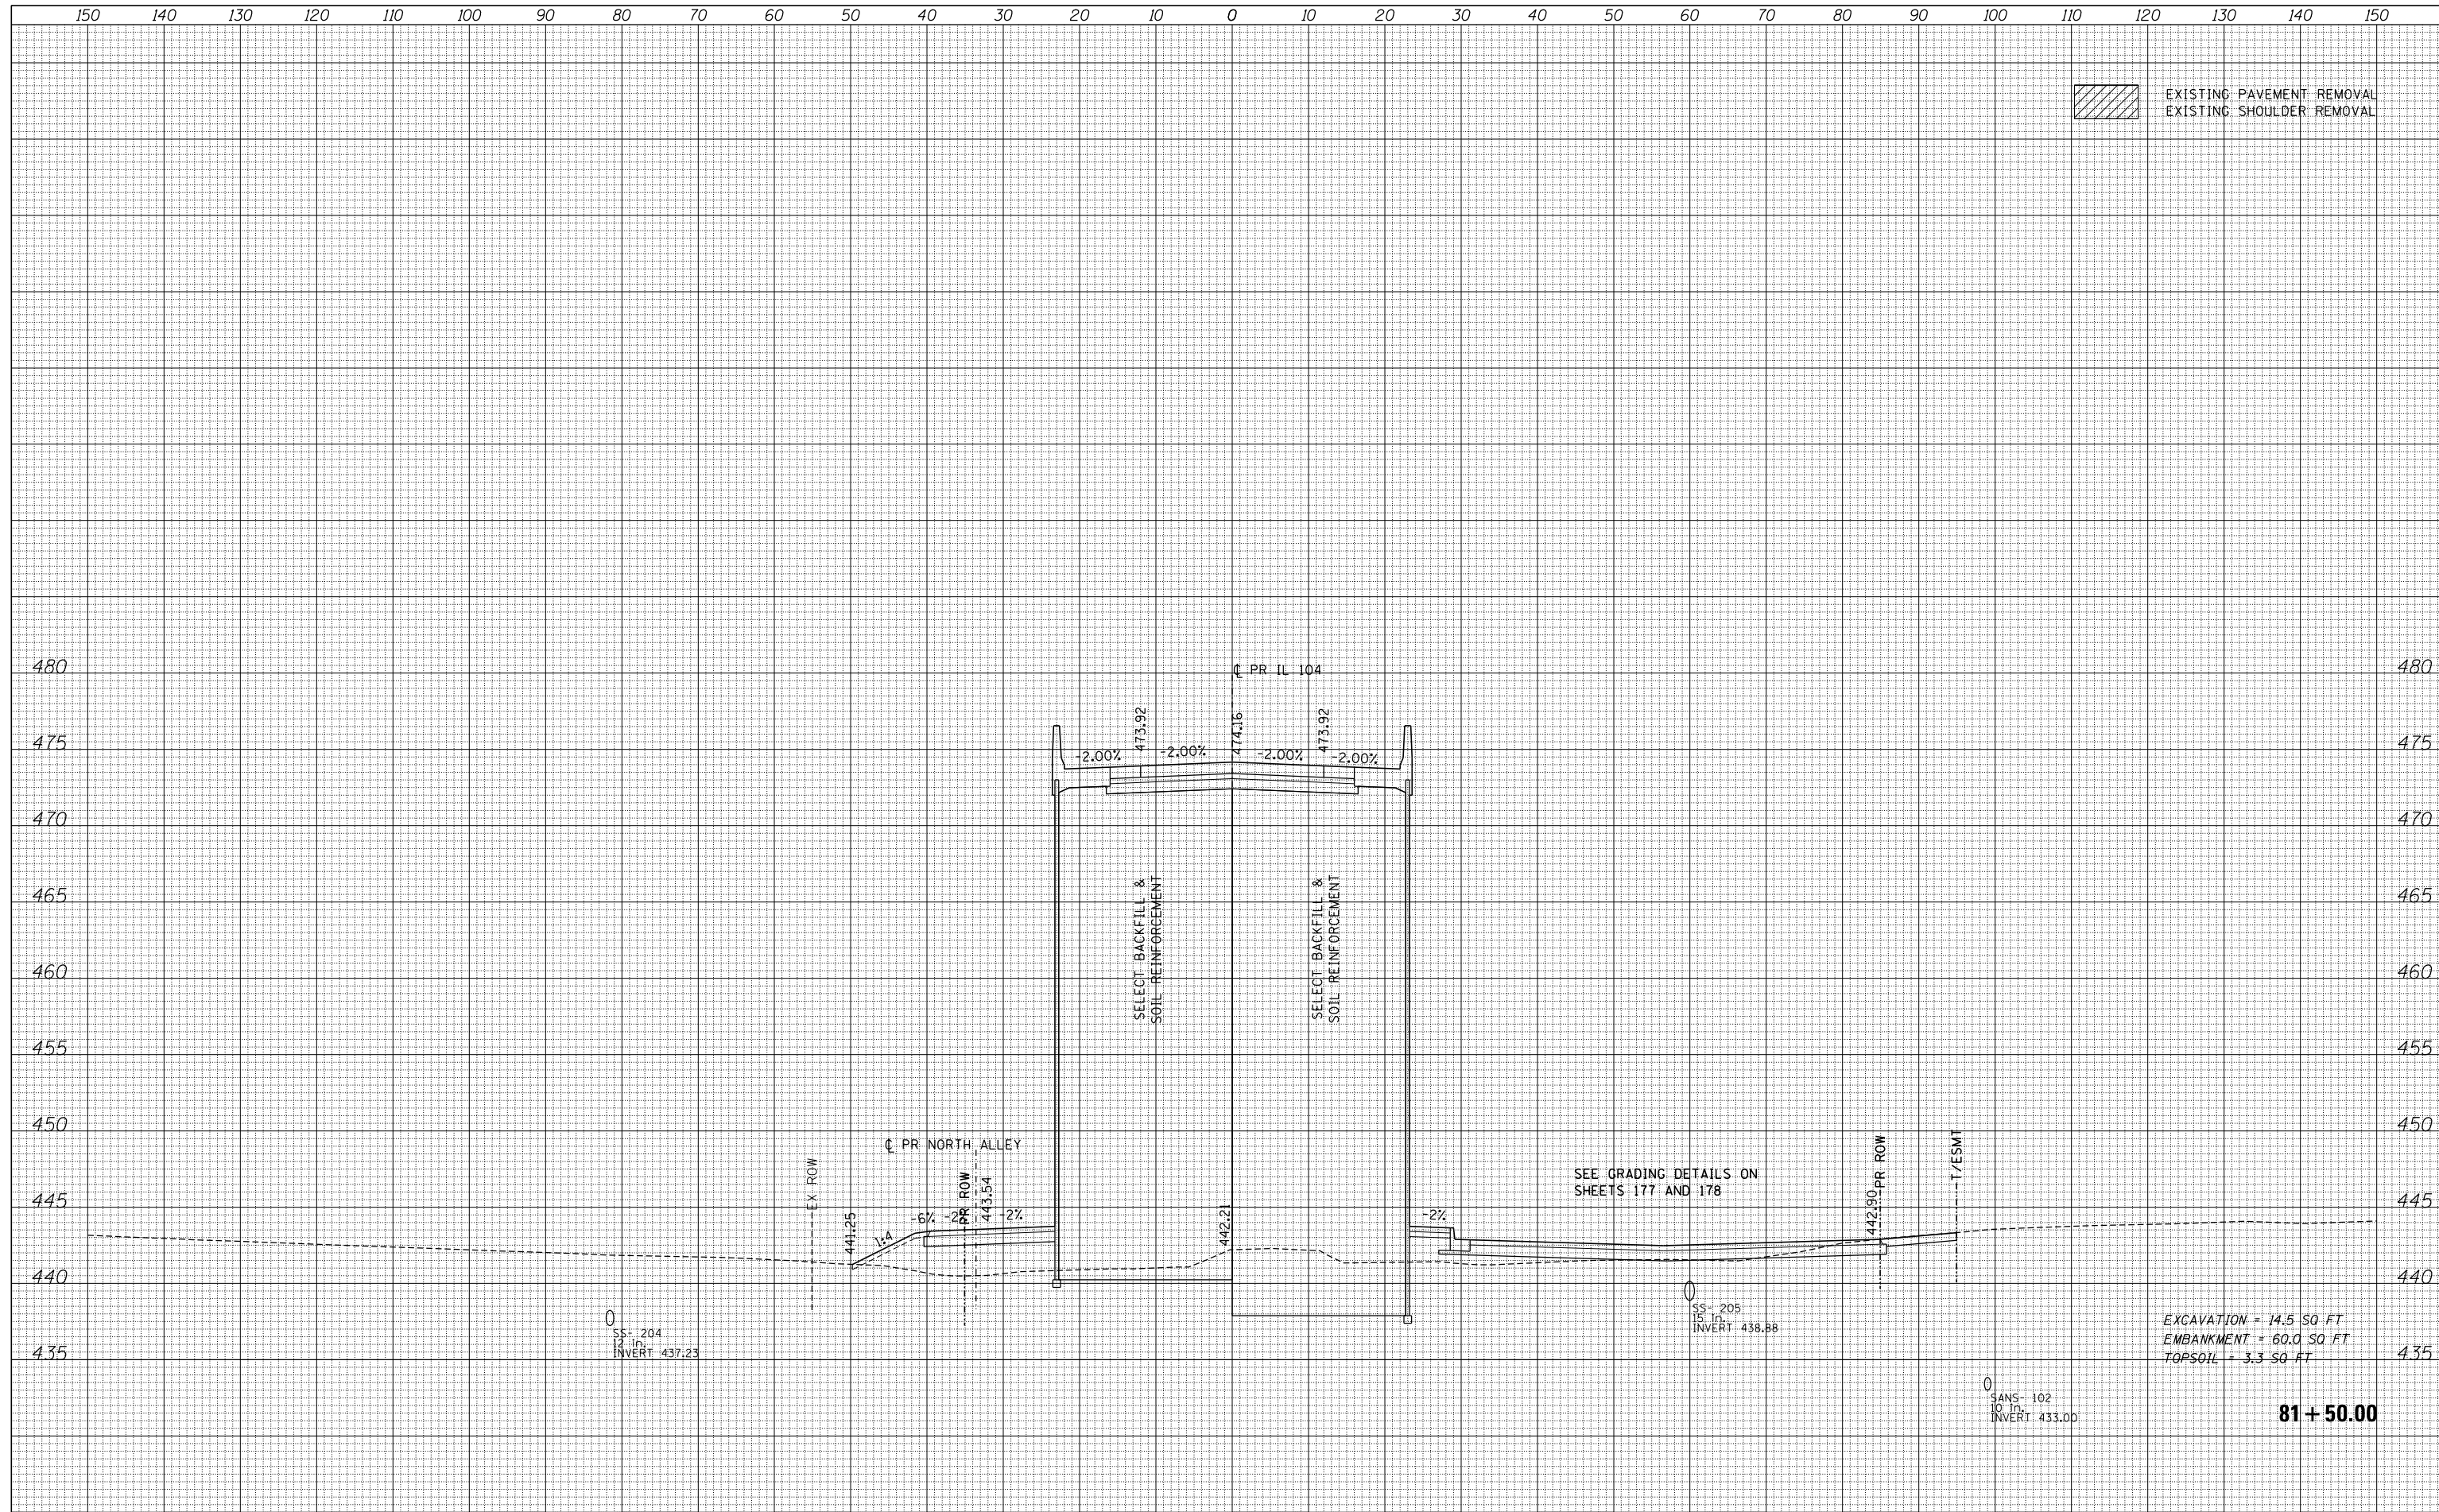 150 140 130 120 110 100 90 80 70 60 50 40 30 20 10 0 10 20 30 40 50 60 70 80 90 100 110 120 130 140 150
EXISTING PAVEMENT REMOVAL
EXISTING SHOULDER REMOVAL
480 480
℄ PR IL 104
473.92
474.16
473.92
475 475
-2.00% -2.00% -2.00% -2.00%
470 470
465 465
SELECT BACKFILL &
SOIL REINFORCEMENT
SELECT BACKFILL &
SOIL REINFORCEMENT
460 460
455 455
450 450
℄ PR NORTH ALLEY
EX ROW
PR ROW
443.54
PR ROW
T/ESMT
SEE GRADING DETAILS ON
SHEETS 177 AND 178
445 445
442.90
441.25
1:4
-6% -2% -2%
442.21
-2%
440 440
SS- 204
12 In.
INVERT 437.23
SS- 205
15 In.
INVERT 438.88
EXCAVATION = 14.5 SQ FT
EMBANKMENT = 60.0 SQ FT
TOPSOIL = 3.3 SQ FT
435 435
SANS- 102
10 In.
INVERT 433.00
81+50.00